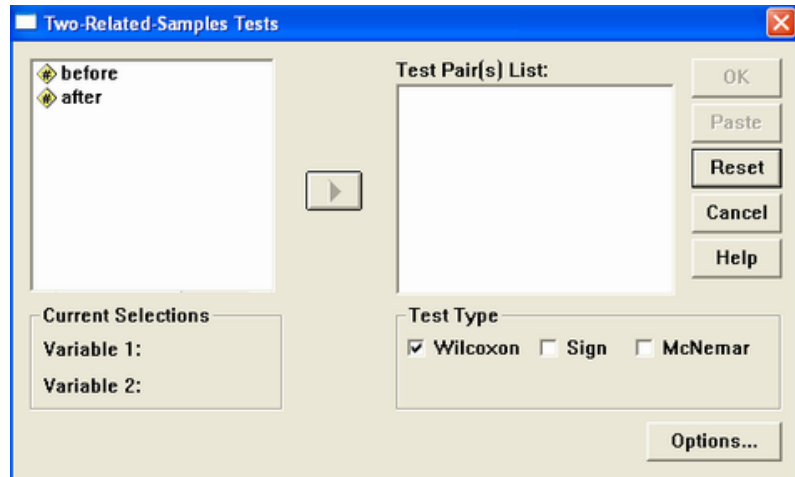 Two-Related-Samples Tests
before
after
Test Pair(s) List:
OK
Paste
Reset
Cancel
Help
Current Selections
Variable 1:
Variable 2:
Test Type
Wilcoxon Sign McNemar
Options...